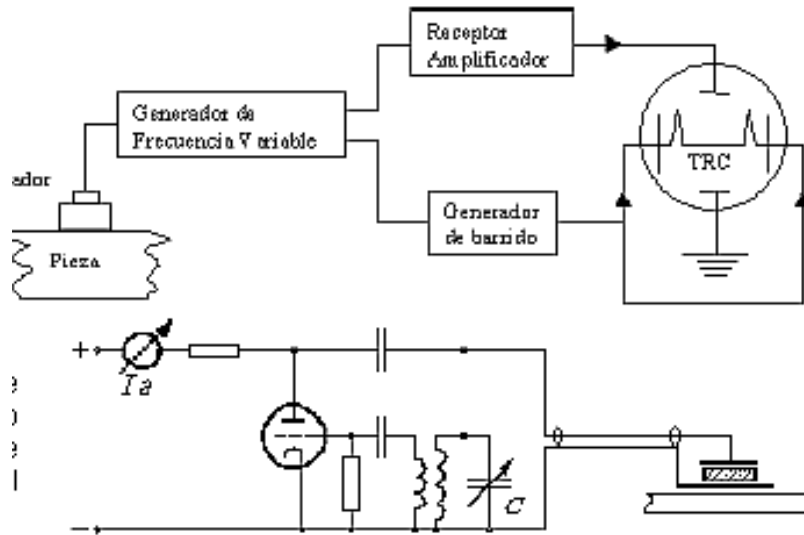 Receptor
Amplificador
Generador de
Frecuencia Variable
TRC
ador
Generador
de barrido
Pieza
+
Ia
e
o
e
l
C
−